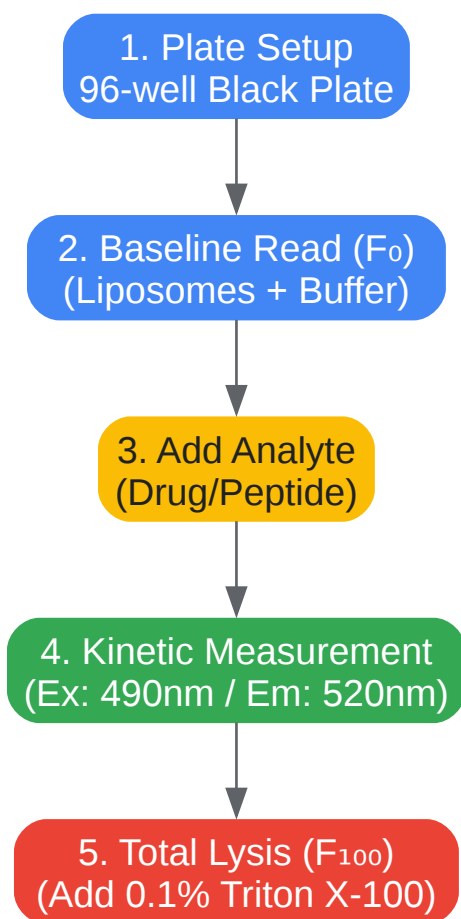 1. Plate Setup
96-well Black Plate
2. Baseline Read (F₀)
(Liposomes + Buffer)
3. Add Analyte
(Drug/Peptide)
4. Kinetic Measurement
(Ex: 490nm / Em: 520nm)
5. Total Lysis (F₁₀₀)
(Add 0.1% Triton X-100)